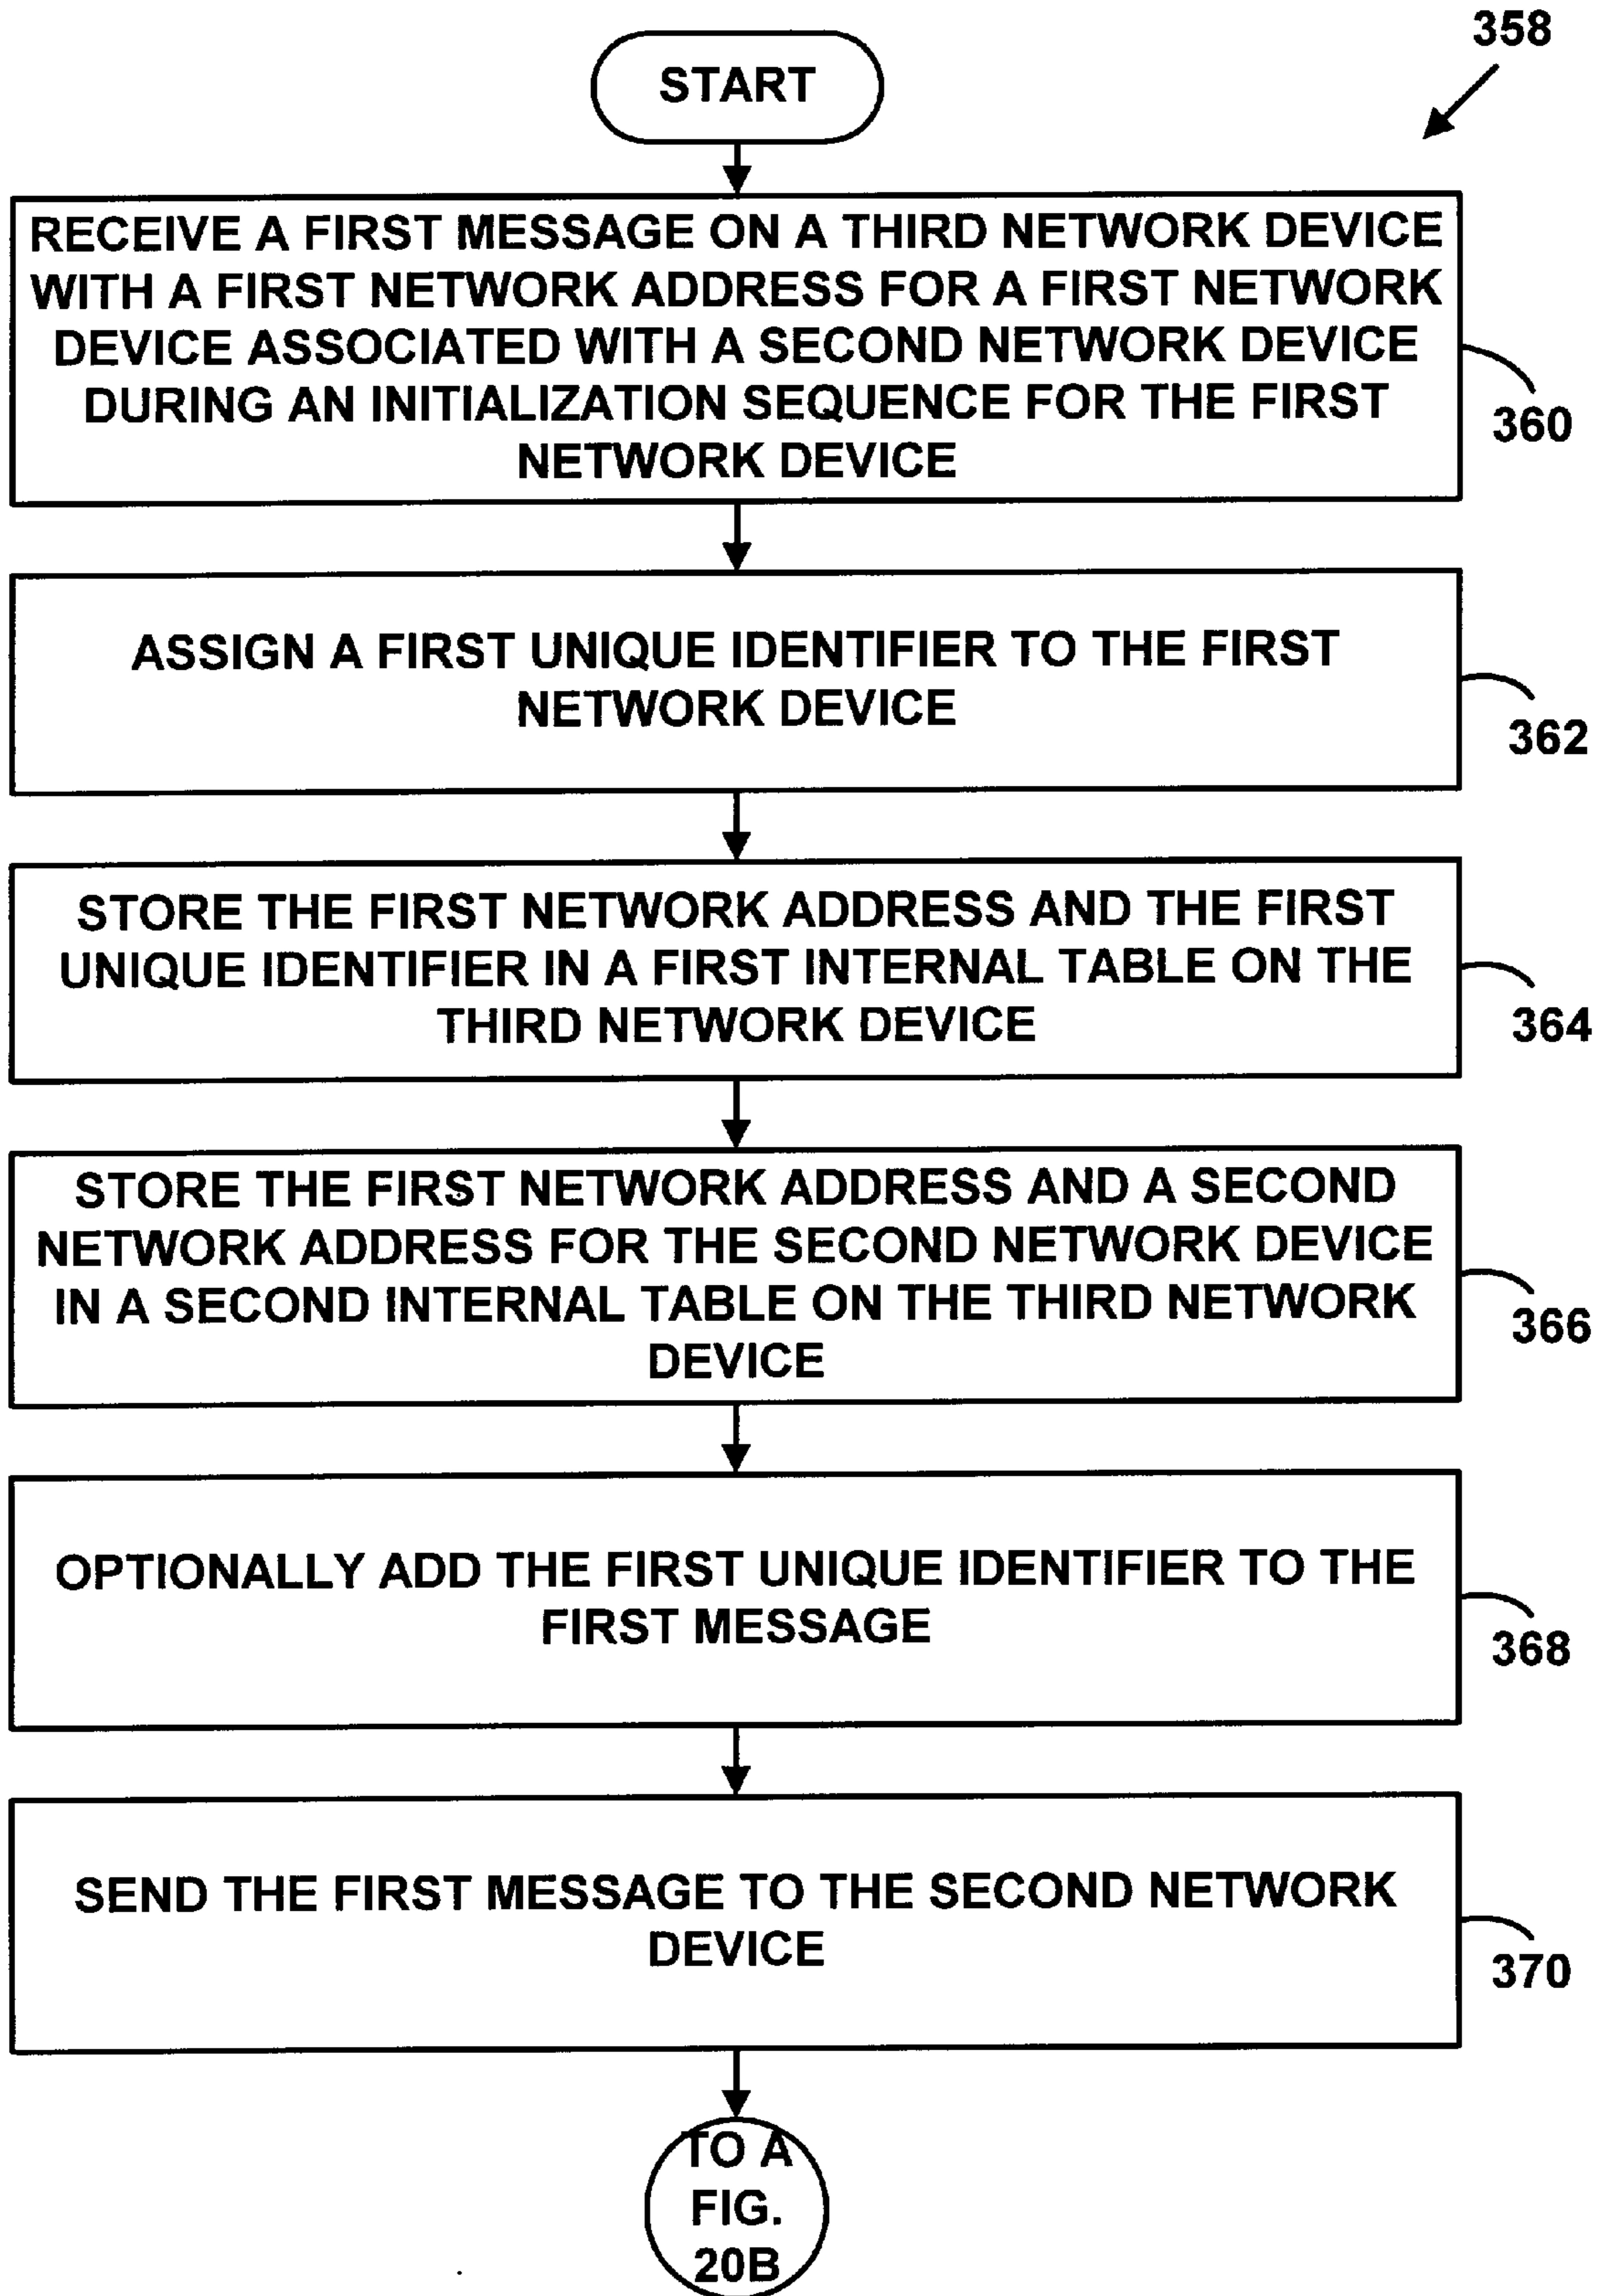 358
START
RECEIVE A FIRST MESSAGE ON A THIRD NETWORK DEVICE
WITH A FIRST NETWORK ADDRESS FOR A FIRST NETWORK
DEVICE ASSOCIATED WITH A SECOND NETWORK DEVICE
DURING AN INITIALIZATION SEQUENCE FOR THE FIRST
NETWORK DEVICE
360
ASSIGN A FIRST UNIQUE IDENTIFIER TO THE FIRST
NETWORK DEVICE
362
STORE THE FIRST NETWORK ADDRESS AND THE FIRST
UNIQUE IDENTIFIER IN A FIRST INTERNAL TABLE ON THE
THIRD NETWORK DEVICE
364
STORE THE FIRST NETWORK ADDRESS AND A SECOND
NETWORK ADDRESS FOR THE SECOND NETWORK DEVICE
IN A SECOND INTERNAL TABLE ON THE THIRD NETWORK
DEVICE
366
OPTIONALLY ADD THE FIRST UNIQUE IDENTIFIER TO THE
FIRST MESSAGE
368
SEND THE FIRST MESSAGE TO THE SECOND NETWORK
DEVICE
370
TO A
FIG.
20B